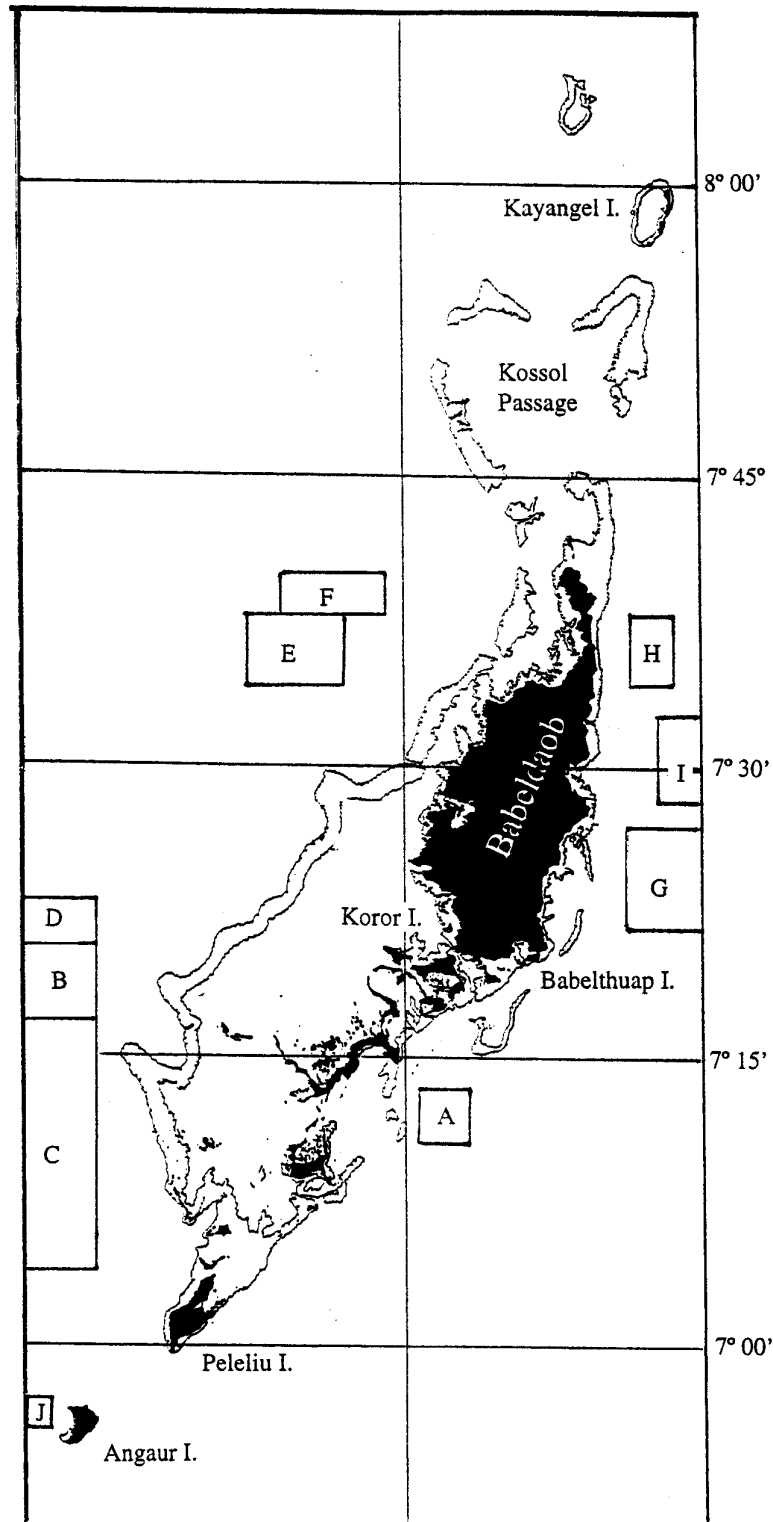 8° 00'
Kayangel I.
Kossol
Passage
7° 45°
F
E
H
Babeldaob
7° 30'
I
G
D
Koror I.
B
Babelthuap I.
7° 15'
A
C
7° 00'
Peleliu I.
J
Angaur I.